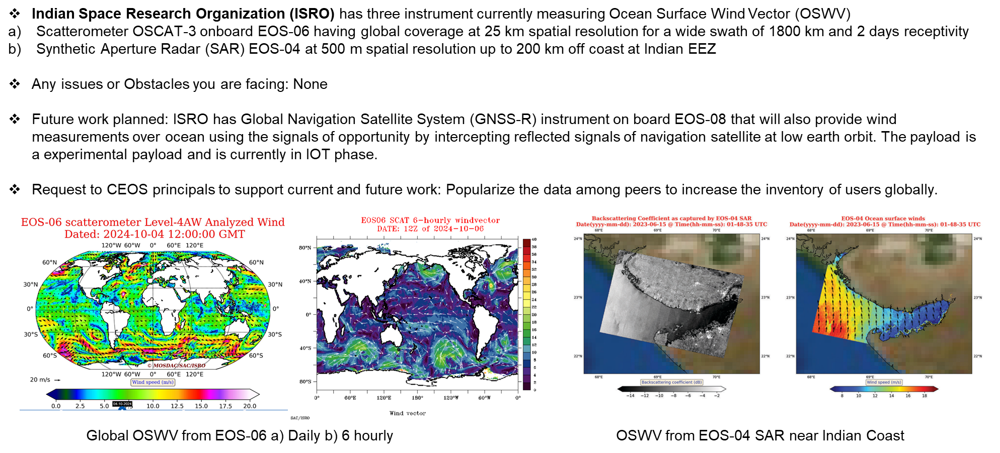 ❖ Indian Space Research Organization (ISRO) has three instrument currently measuring Ocean Surface Wind Vector (OSWV)
a) Scatterometer OSCAT-3 onboard EOS-06 having global coverage at 25 km spatial resolution for a wide swath of 1800 km and 2 days receptivity
b) Synthetic Aperture Radar (SAR) EOS-04 at 500 m spatial resolution up to 200 km off coast at Indian EEZ
❖ Any issues or Obstacles you are facing: None
❖ Future work planned: ISRO has Global Navigation Satellite System (GNSS-R) instrument on board EOS-08 that will also provide wind
measurements over ocean using the signals of opportunity by intercepting reflected signals of navigation satellite at low earth orbit. The payload is
a experimental payload and is currently in IOT phase.
❖ Request to CEOS principals to support current and future work: Popularize the data among peers to increase the inventory of users globally.
EOS-06 scatterometer Level-4AW Analyzed Wind
Dated: 2024-10-04 12:00:00 GMT
120°W 60°W 0° 60°E 120°E
60°N 60°N
30°N 30°N
0° 0°
30°S 30°S
60°S 60°S
© MOSDAC/SAC/ISRO
120°W 60°W 0° 60°E 120°E
20 m/s →
Wind speed (m/s)
04-10-2024
0.0 2.5 5.0 7.5 10.0 12.5 15.0 17.5 20.0
EOS06 SCAT 6-hourly windvector
DATE: 12Z of 2024-10-06
80°N
40°N
0°
40°S
80°S
0° 60°E 120°E 180° 120°W 60°W 0°
40
38
36
34
32
30
28
26
24
22
20
18
16
14
12
10
8
6
4
2
0
Wind vector
SAC/ISRO
Backscattering Coefficient as captured by EOS-04 SAR
Date(yyyy-mm-dd): 2023-06-15 @ Time(hh-mm-ss): 01-48-35 UTC
68°E 69°E 70°E
24°N 24°N
23°N 23°N
22°N 22°N
68°E 69°E 70°E
Backscattering coefficient (dB)
−14 −12 −10 −8 −6 −4 −2
EOS-04 Ocean surface winds
Date(yyyy-mm-dd): 2023-06-15 @ Time(hh-mm-ss): 01-48-35 UTC
68°E 69°E 70°E
24°N 24°N
23°N 23°N
22°N 22°N
68°E 69°E 70°E
Wind speed (m/s)
8 10 12 14 16 18
Global OSWV from EOS-06 a) Daily b) 6 hourly
OSWV from EOS-04 SAR near Indian Coast